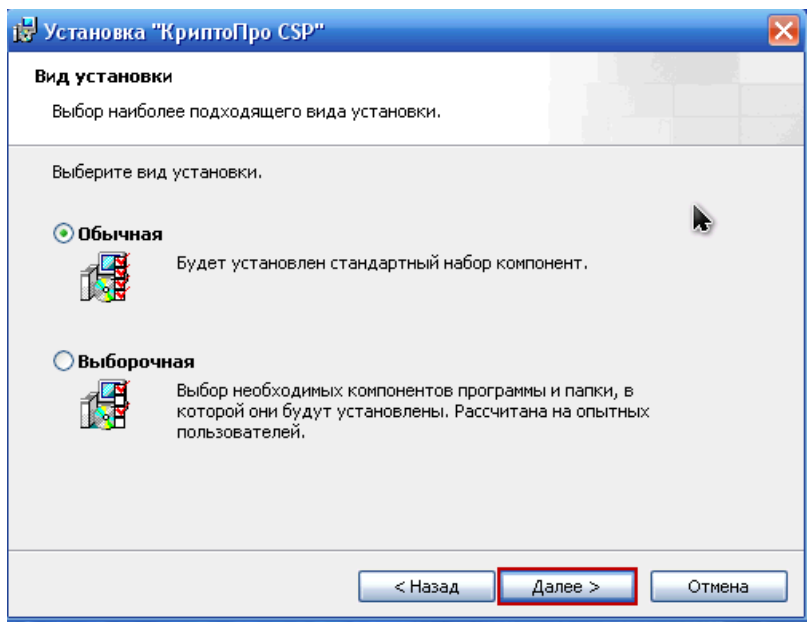 Установка "КриптоПро CSP"
Вид установки
Выбор наиболее подходящего вида установки.
Выберите вид установки.
Обычная
Будет установлен стандартный набор компонент.
Выборочная
Выбор необходимых компонентов программы и папки, в
которой они будут установлены. Рассчитана на опытных
пользователей.
< Назад
Далее >
Отмена